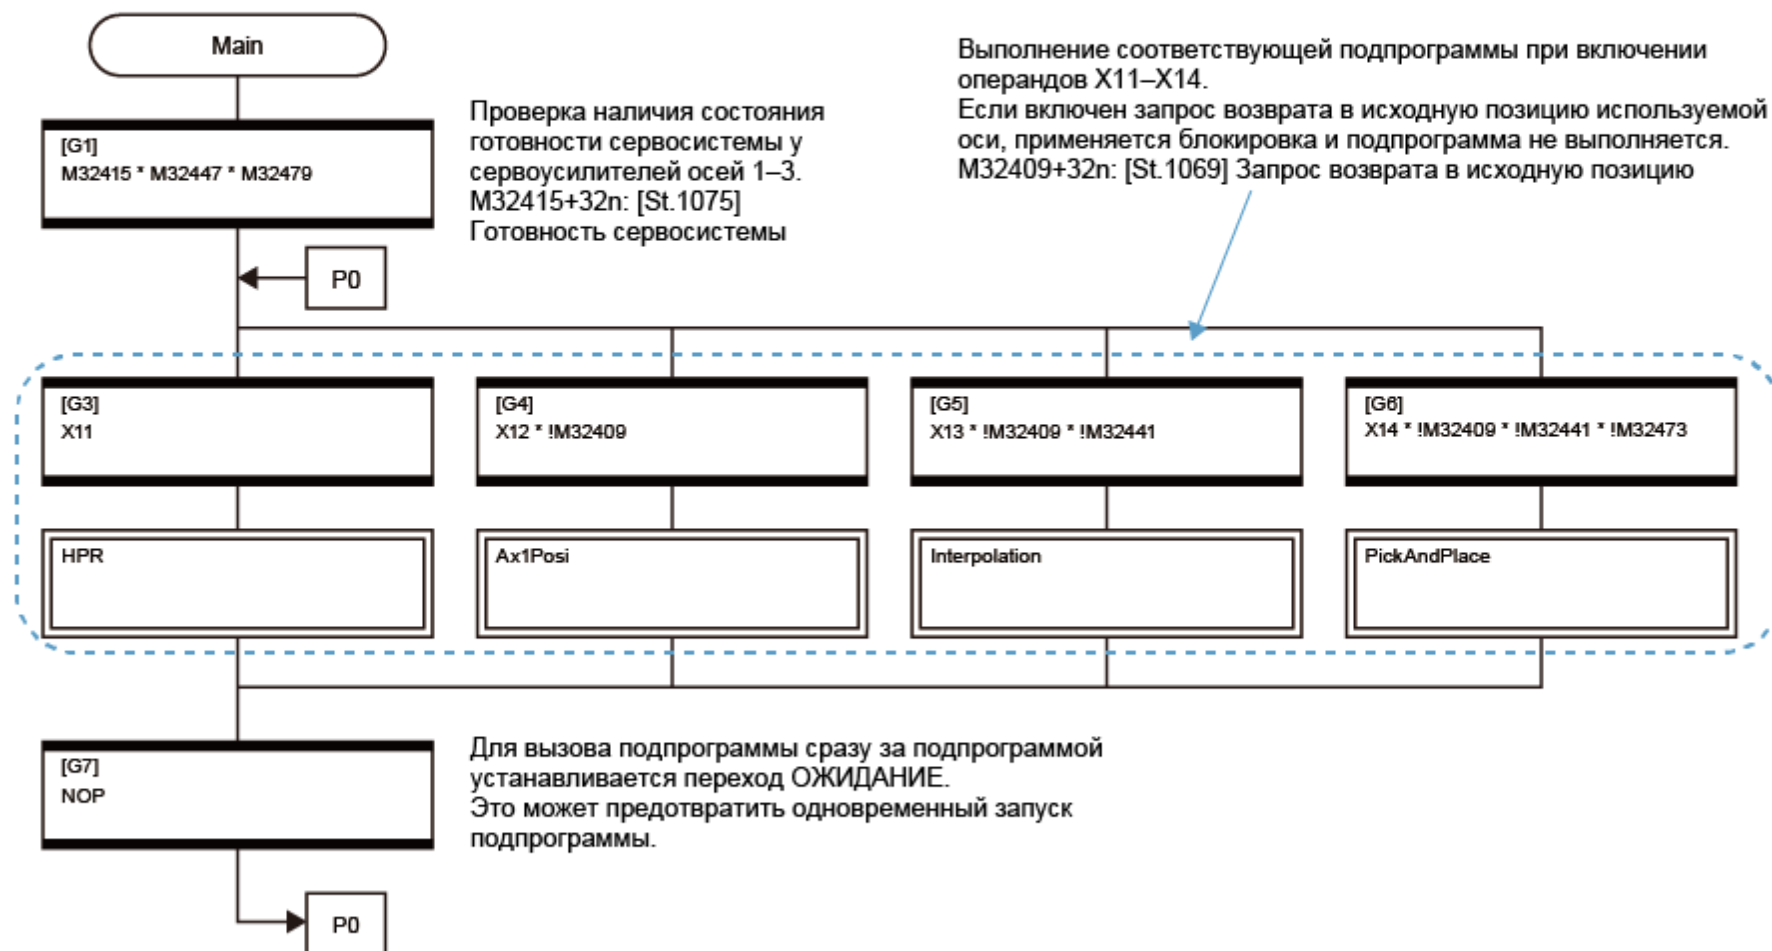 Main
Выполнение соответствующей подпрограммы при включении
операндов X11–X14.
Если включен запрос возврата в исходную позицию используемой
оси, применяется блокировка и подпрограмма не выполняется.
M32409+32n: [St.1069] Запрос возврата в исходную позицию
[G1]
M32415 * M32447 * M32479
Проверка наличия состояния
готовности сервосистемы у
сервоусилителей осей 1–3.
M32415+32n: [St.1075]
Готовность сервосистемы
P0
[G3]
X11
[G4]
X12 * !M32409
[G5]
X13 * !M32409 * !M32441
[G6]
X14 * !M32409 * !M32441 * !M32473
HPR
Ax1Posi
Interpolation
PickAndPlace
[G7]
NOP
Для вызова подпрограммы сразу за подпрограммой
устанавливается переход ОЖИДАНИЕ.
Это может предотвратить одновременный запуск
подпрограммы.
P0